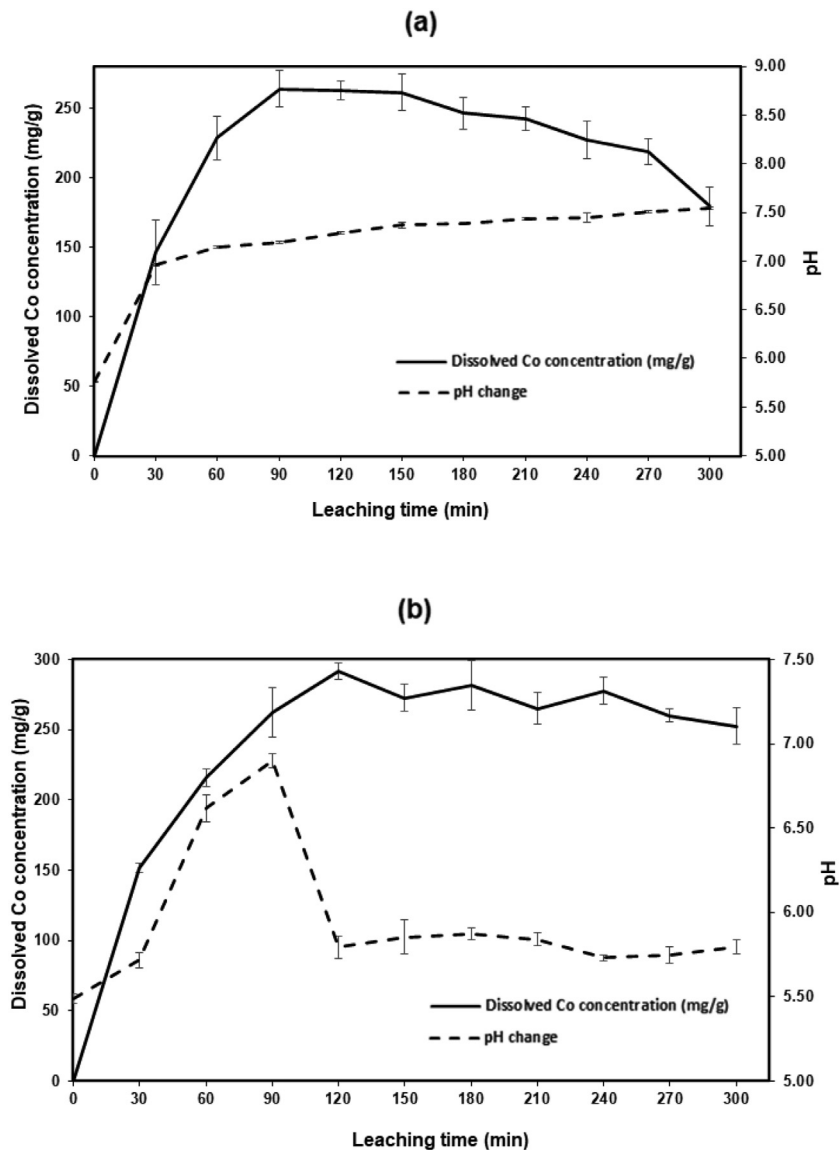 (a)
Dissolved Co concentration (mg/g)
250
200
150
100
50
0
9.00
8.50
8.00
7.50
7.00
6.50
6.00
5.50
5.00
pH
Dissolved Co concentration (mg/g)
pH change
0 30 60 90 120 150 180 210 240 270 300
Leaching time (min)
(b)
Dissolved Co concentration (mg/g)
300
250
200
150
100
50
0
7.50
7.00
6.50
6.00
5.50
5.00
pH
Dissolved Co concentration (mg/g)
pH change
0 30 60 90 120 150 180 210 240 270 300
Leaching time (min)